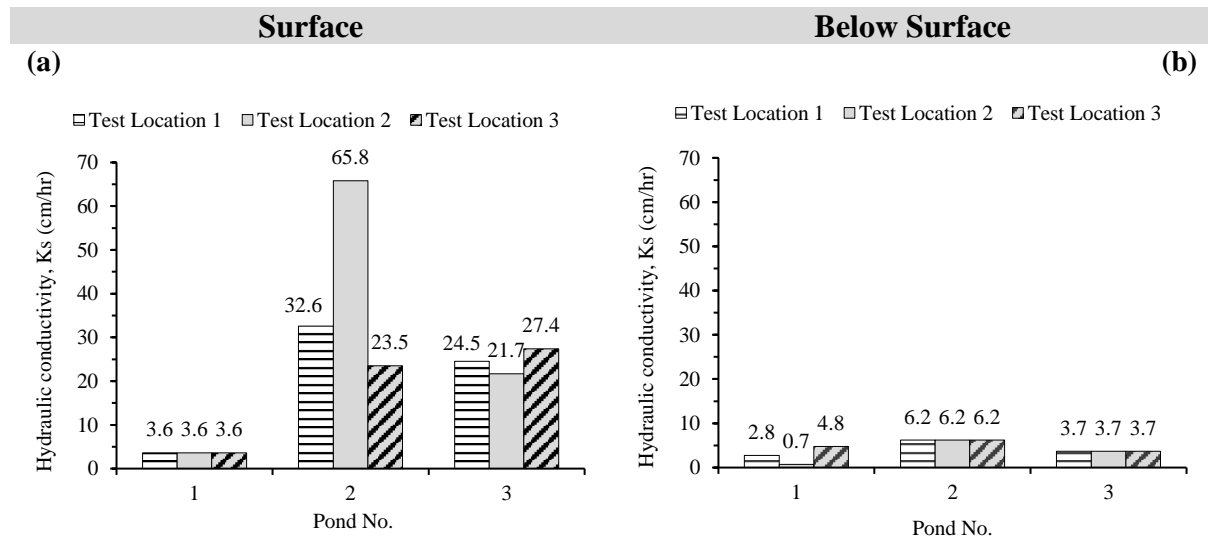 Surface Below Surface
(a) (b)
Test Location 1 Test Location 2 Test Location 3
Hydraulic conductivity, Ks (cm/hr)
70
60
50
40
30
20
10
0
3.6 3.6 3.6
32.6 65.8 23.5
24.5 21.7 27.4
1 2 3
Pond No.
Test Location 1 Test Location 2 Test Location 3
Hydraulic conductivity, Ks (cm/hr)
70
60
50
40
30
20
10
0
2.8 0.7 4.8
6.2 6.2 6.2
3.7 3.7 3.7
1 2 3
Pond No.